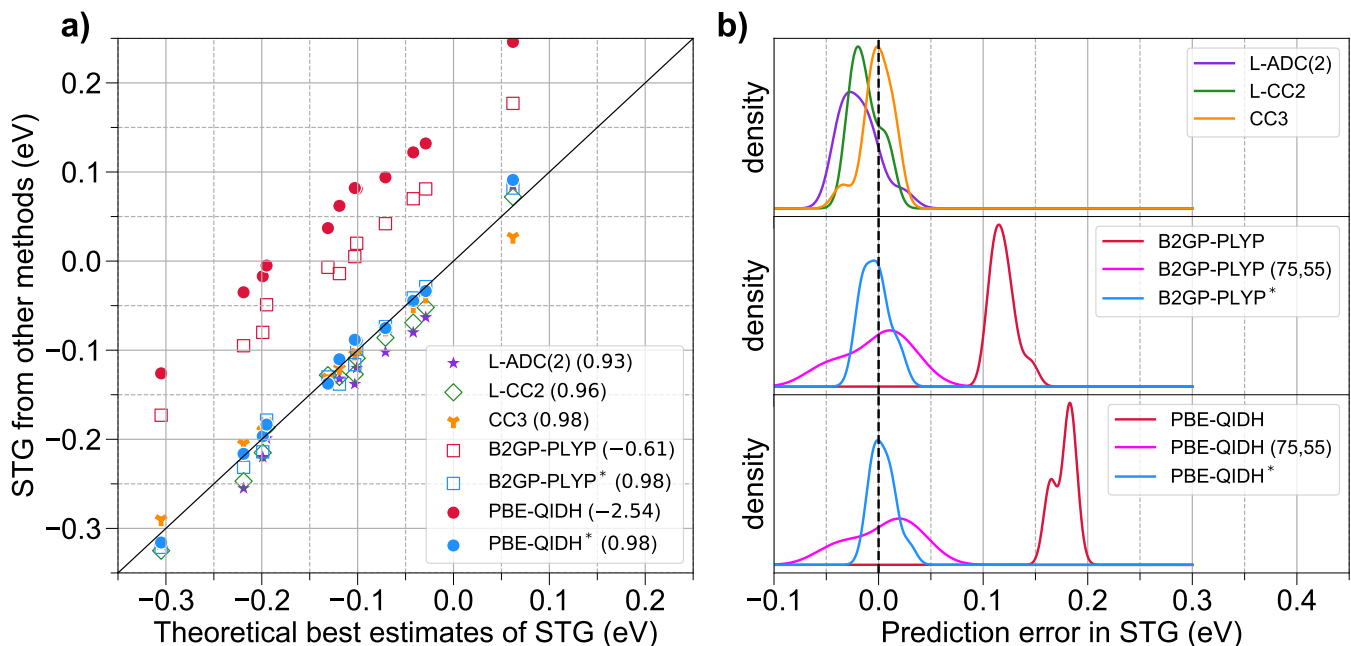 a)
STG from other methods (eV)
0.2
0.1
0.0
−0.1
−0.2
−0.3
L-ADC(2) (0.93)
L-CC2 (0.96)
CC3 (0.98)
B2GP-PLYP (−0.61)
B2GP-PLYP* (0.98)
PBE-QIDH (−2.54)
PBE-QIDH* (0.98)
−0.3
−0.2
−0.1
0.0
0.1
0.2
Theoretical best estimates of STG (eV)
b)
density
L-ADC(2)
L-CC2
CC3
density
B2GP-PLYP
B2GP-PLYP (75,55)
B2GP-PLYP*
density
PBE-QIDH
PBE-QIDH (75,55)
PBE-QIDH*
−0.1
0.0
0.1
0.2
0.3
0.4
Prediction error in STG (eV)